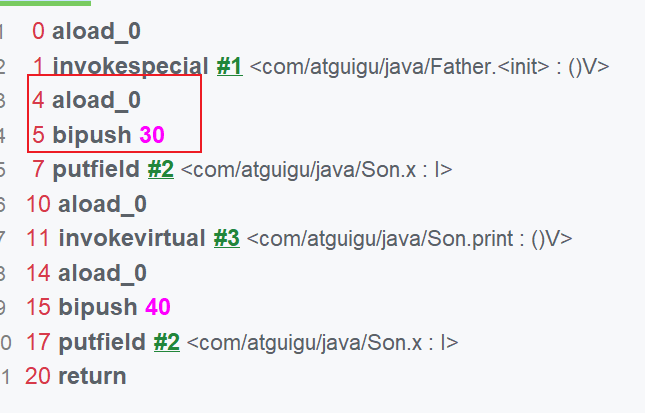 1 0 aload_0
2 1 invokespecial #1 <com/atguigu/java/Father.<init> : ()V>
3 4 aload_0
4 5 bipush 30
5 7 putfield #2 <com/atguigu/java/Son.x : I>
6 10 aload_0
7 11 invokevirtual #3 <com/atguigu/java/Son.print : ()V>
8 14 aload_0
9 15 bipush 40
0 17 putfield #2 <com/atguigu/java/Son.x : I>
1 20 return